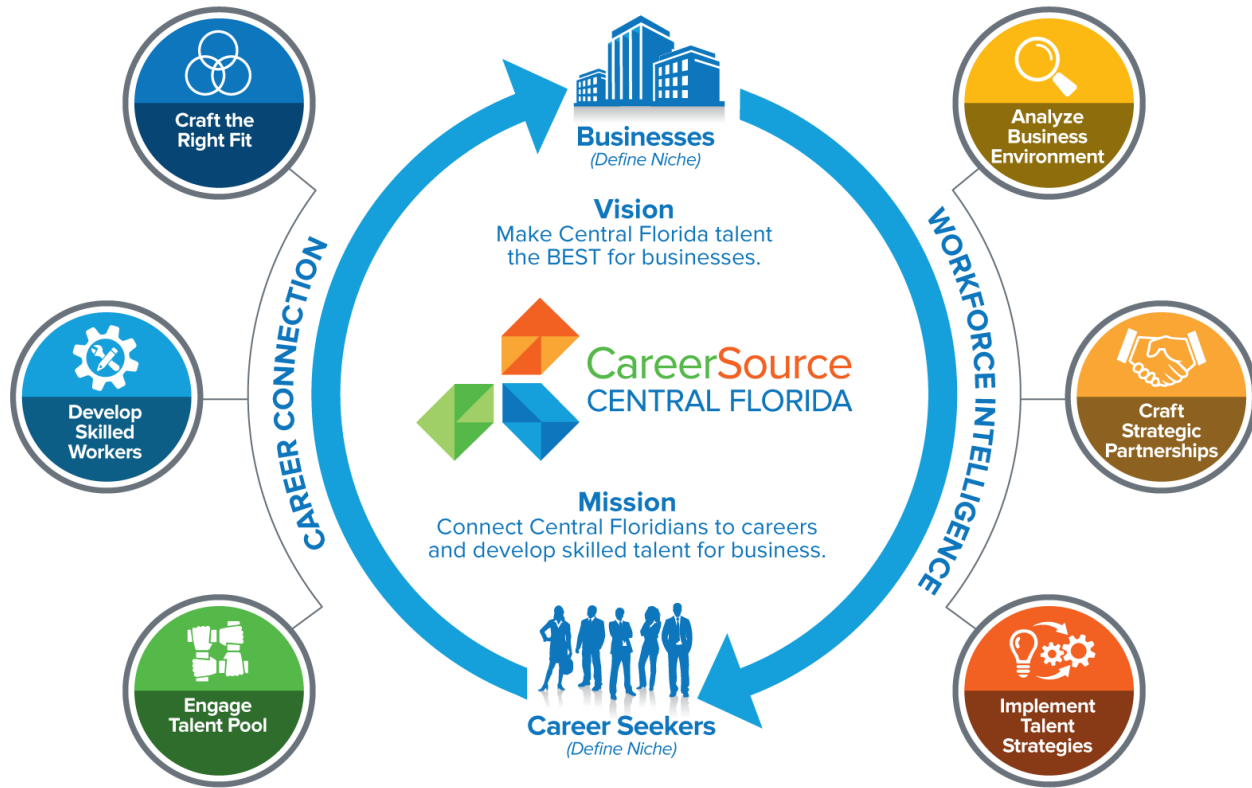 Businesses
(Define Niche)
Vision
Make Central Florida talent
the BEST for businesses.
CareerSource
CENTRAL FLORIDA
Mission
Connect Central Floridians to careers
and develop skilled talent for business.
Career Seekers
(Define Niche)
CAREER CONNECTION
Craft the
Right Fit
Develop
Skilled
Workers
Engage
Talent Pool
WORKFORCE INTELLIGENCE
Analyze
Business
Environment
Craft
Strategic
Partnerships
Implement
Talent
Strategies